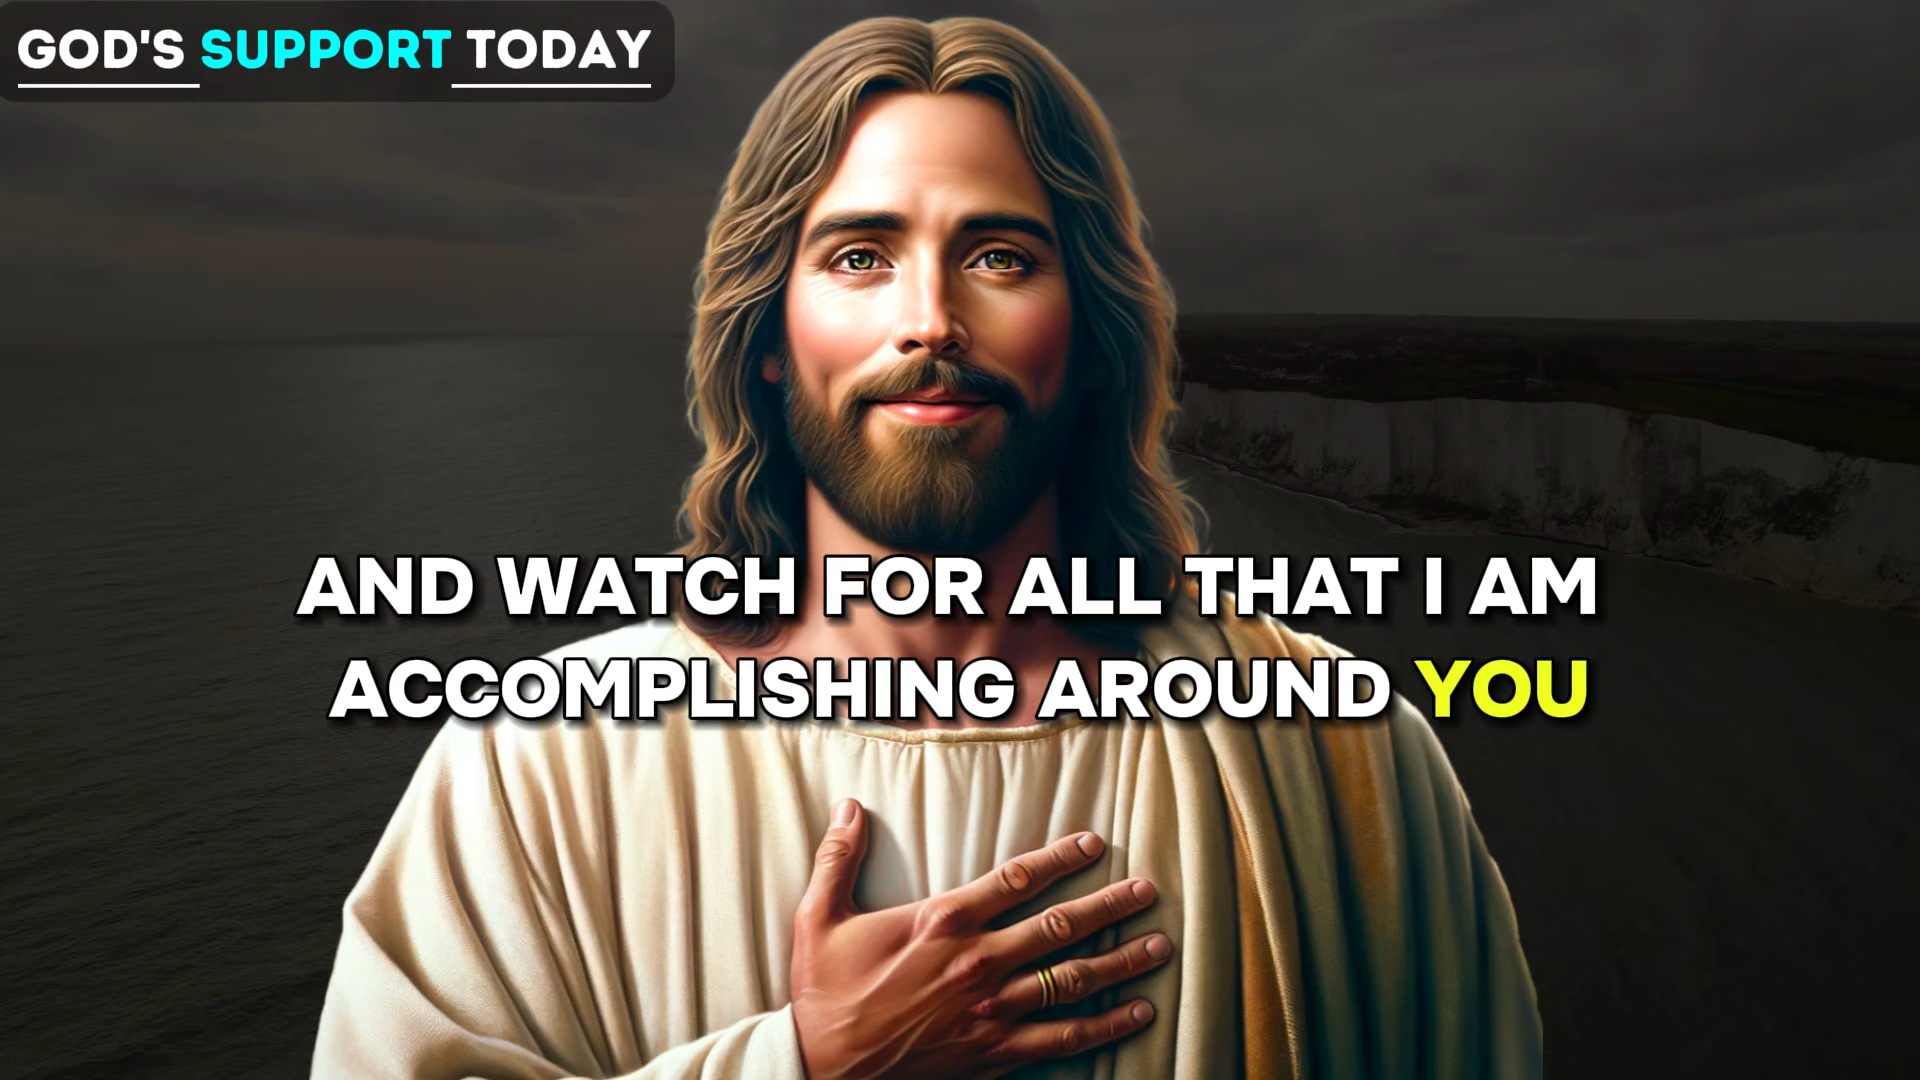 GOD'S SUPPORT TODAY
AND WATCH FOR ALL THAT I AM
ACCOMPLISHING AROUND YOU